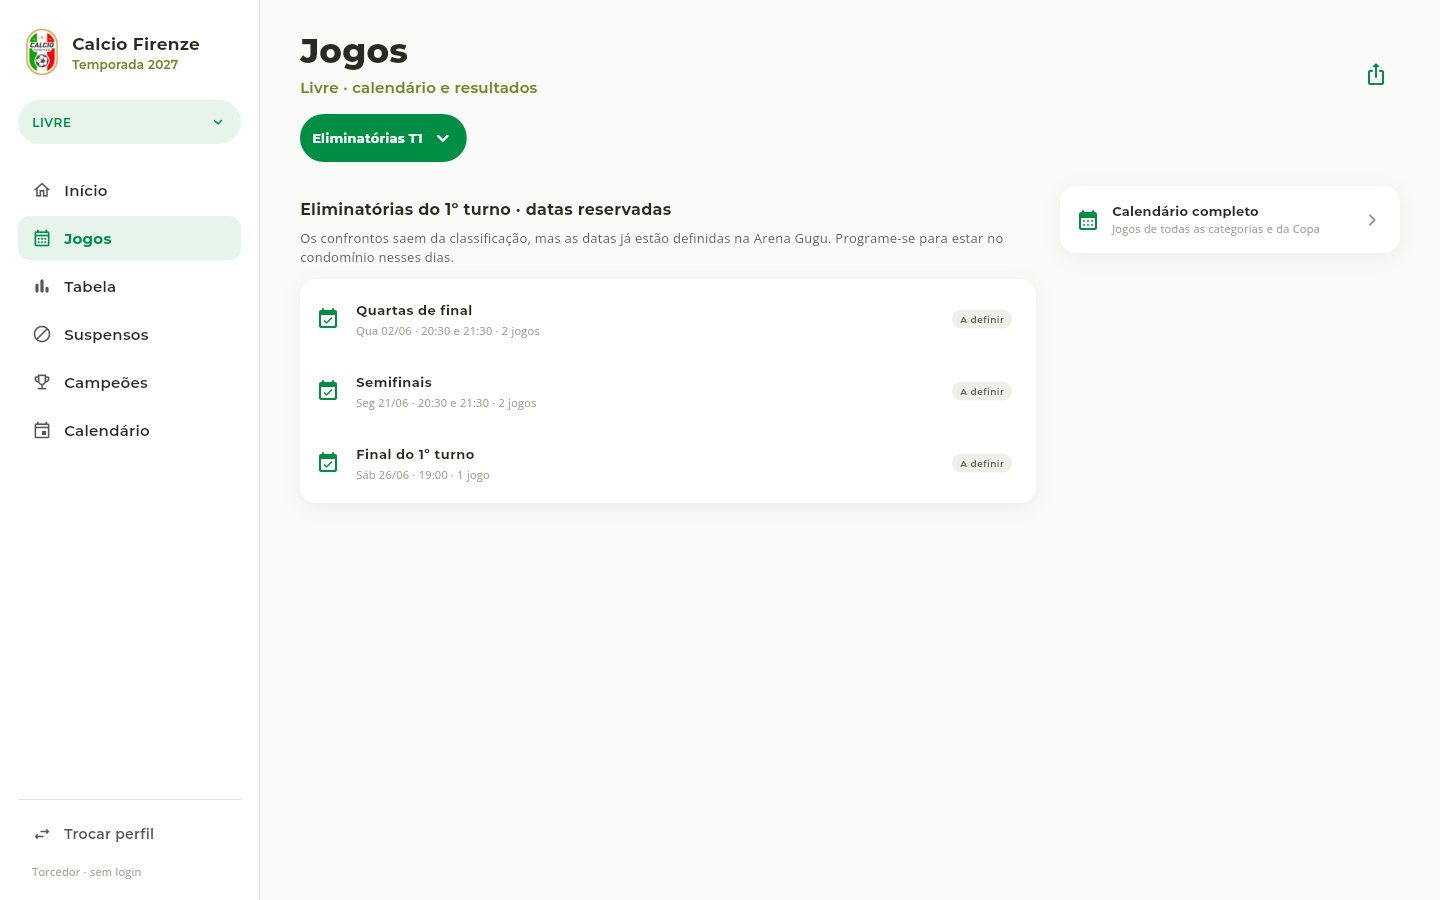 CALCIO
Calcio Firenze
Temporada 2027
LIVRE
Início
Jogos
Tabela
Suspensos
Campeões
Calendário
Trocar perfil
Torcedor · sem login
Jogos
Livre · calendário e resultados
Eliminatórias T1
Eliminatórias do 1º turno · datas reservadas
Os confrontos saem da classificação, mas as datas já estão definidas na Arena Gugu. Programe-se para estar no
condomínio nesses dias.
Quartas de final
Qua 02/06 · 20:30 e 21:30 · 2 jogos
A definir
Semifinais
Seg 21/06 · 20:30 e 21:30 · 2 jogos
A definir
Final do 1º turno
Sáb 26/06 · 19:00 · 1 jogo
A definir
Calendário completo
Jogos de todas as categorias e da Copa